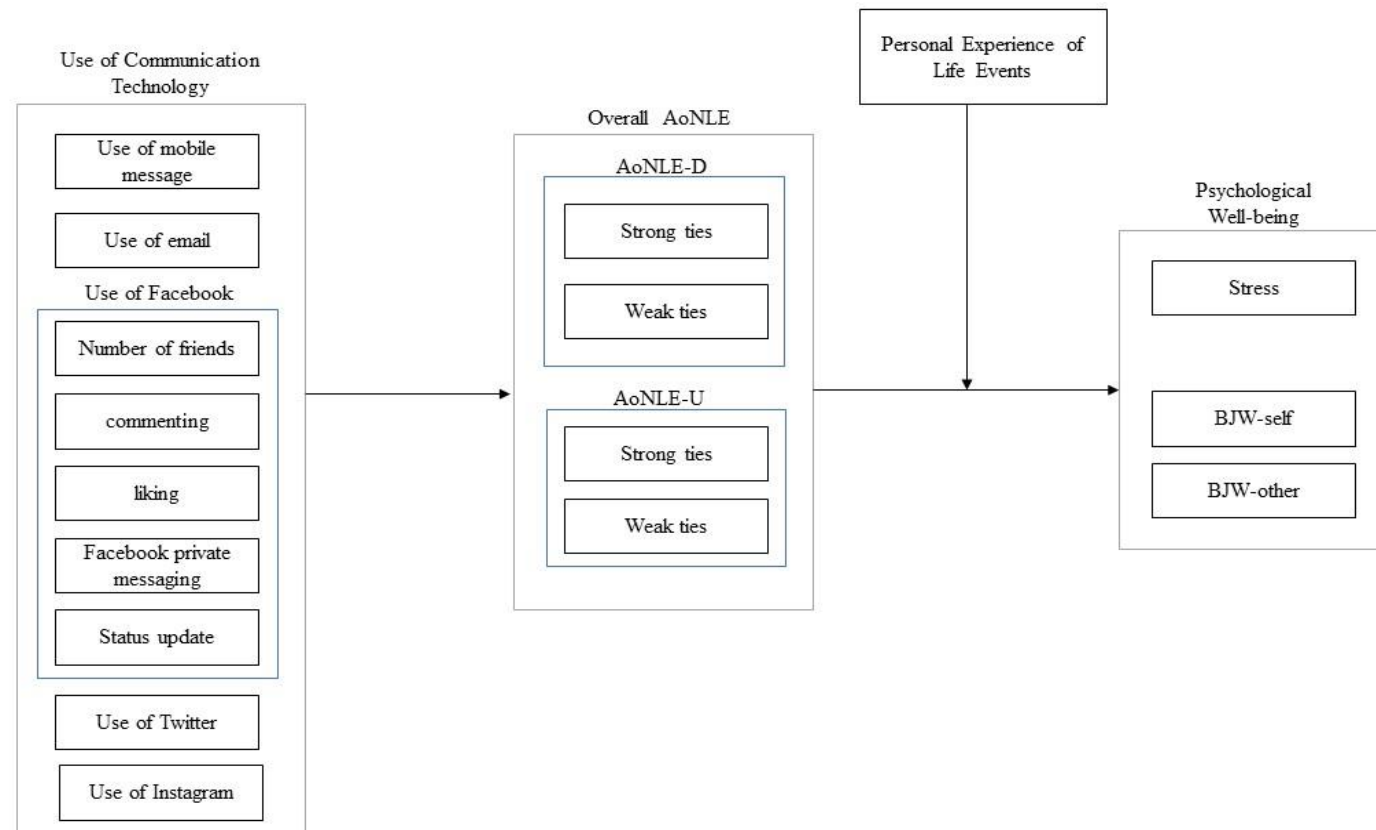 Use of Communication
Technology
Use of mobile
message
Use of email
Use of Facebook
Number of friends
commenting
liking
Facebook private
messaging
Status update
Use of Twitter
Use of Instagram
Overall AoNLE
AoNLE-D
Strong ties
Weak ties
AoNLE-U
Strong ties
Weak ties
Personal Experience of
Life Events
Psychological
Well-being
Stress
BJW-self
BJW-other